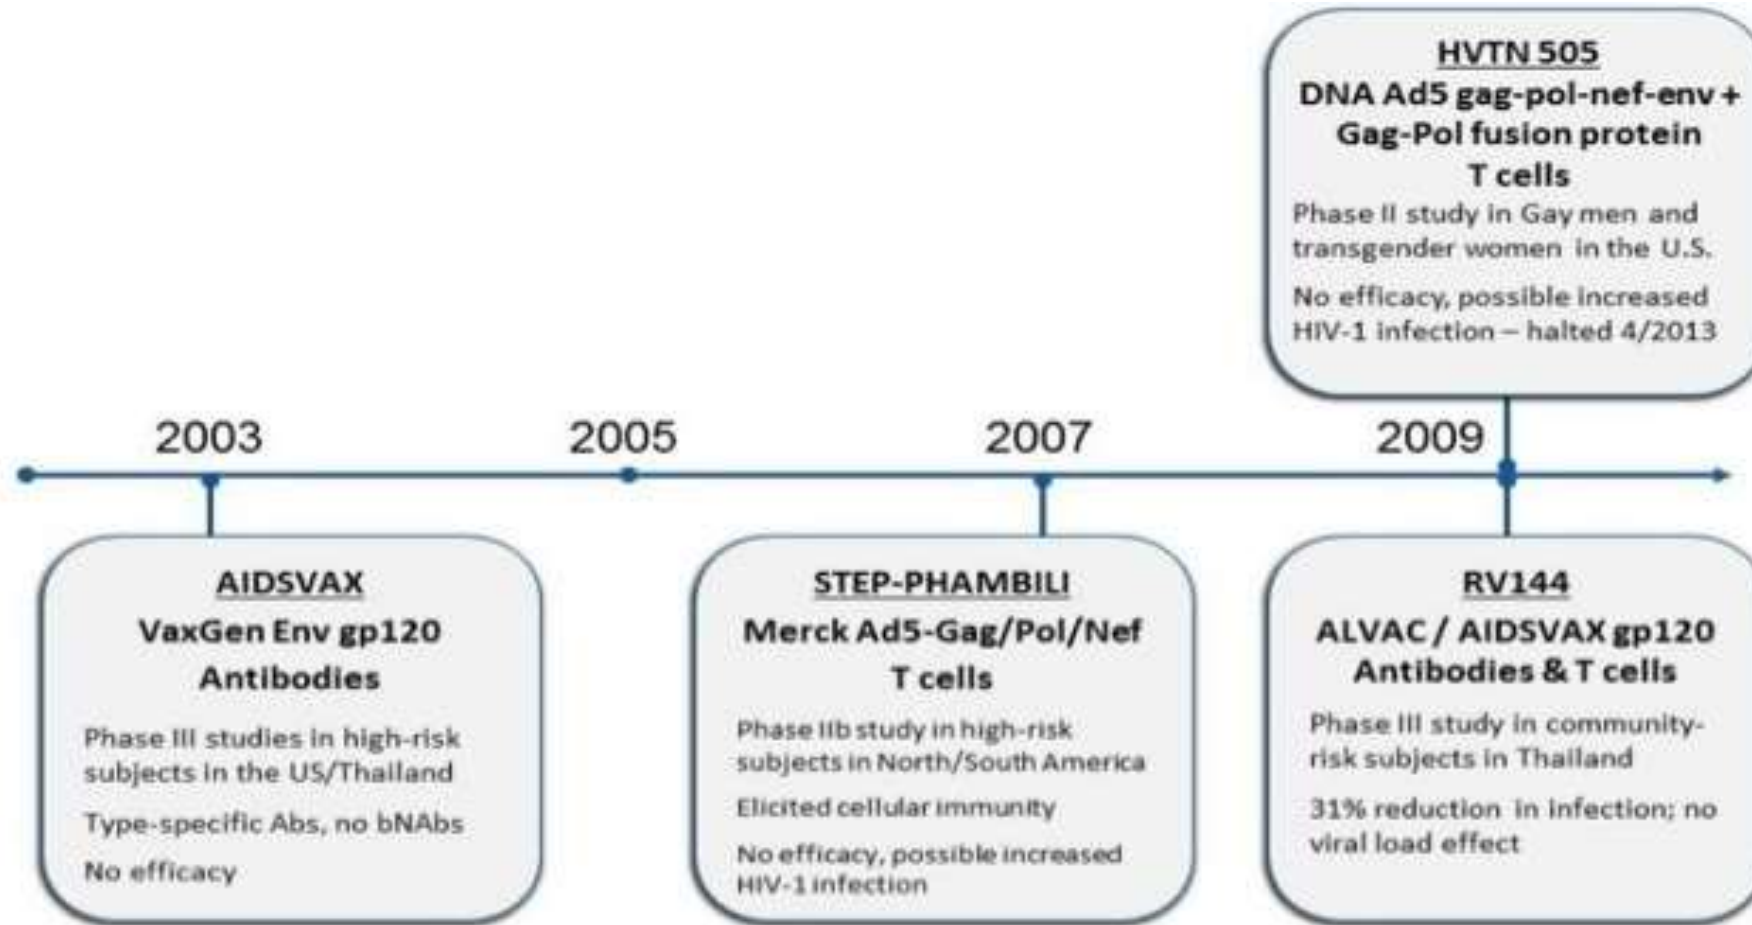 HVTN 505
DNA Ad5 gag-pol-nef-env +
Gag-Pol fusion protein
T cells
Phase II study in Gay men and
transgender women in the U.S.
No efficacy, possible increased
HIV-1 infection – halted 4/2013
2003
2005
2007
2009
AIDSVAX
VaxGen Env gp120
Antibodies
Phase III studies in high-risk
subjects in the US/Thailand
Type-specific Abs, no bNAbs
No efficacy
STEP-PHAMBILI
Merck Ad5-Gag/Pol/Nef
T cells
Phase IIb study in high-risk
subjects in North/South America
Elicited cellular immunity
No efficacy, possible increased
HIV-1 infection
RV144
ALVAC / AIDSVAX gp120
Antibodies & T cells
Phase III study in community-
risk subjects in Thailand
31% reduction in infection; no
viral load effect